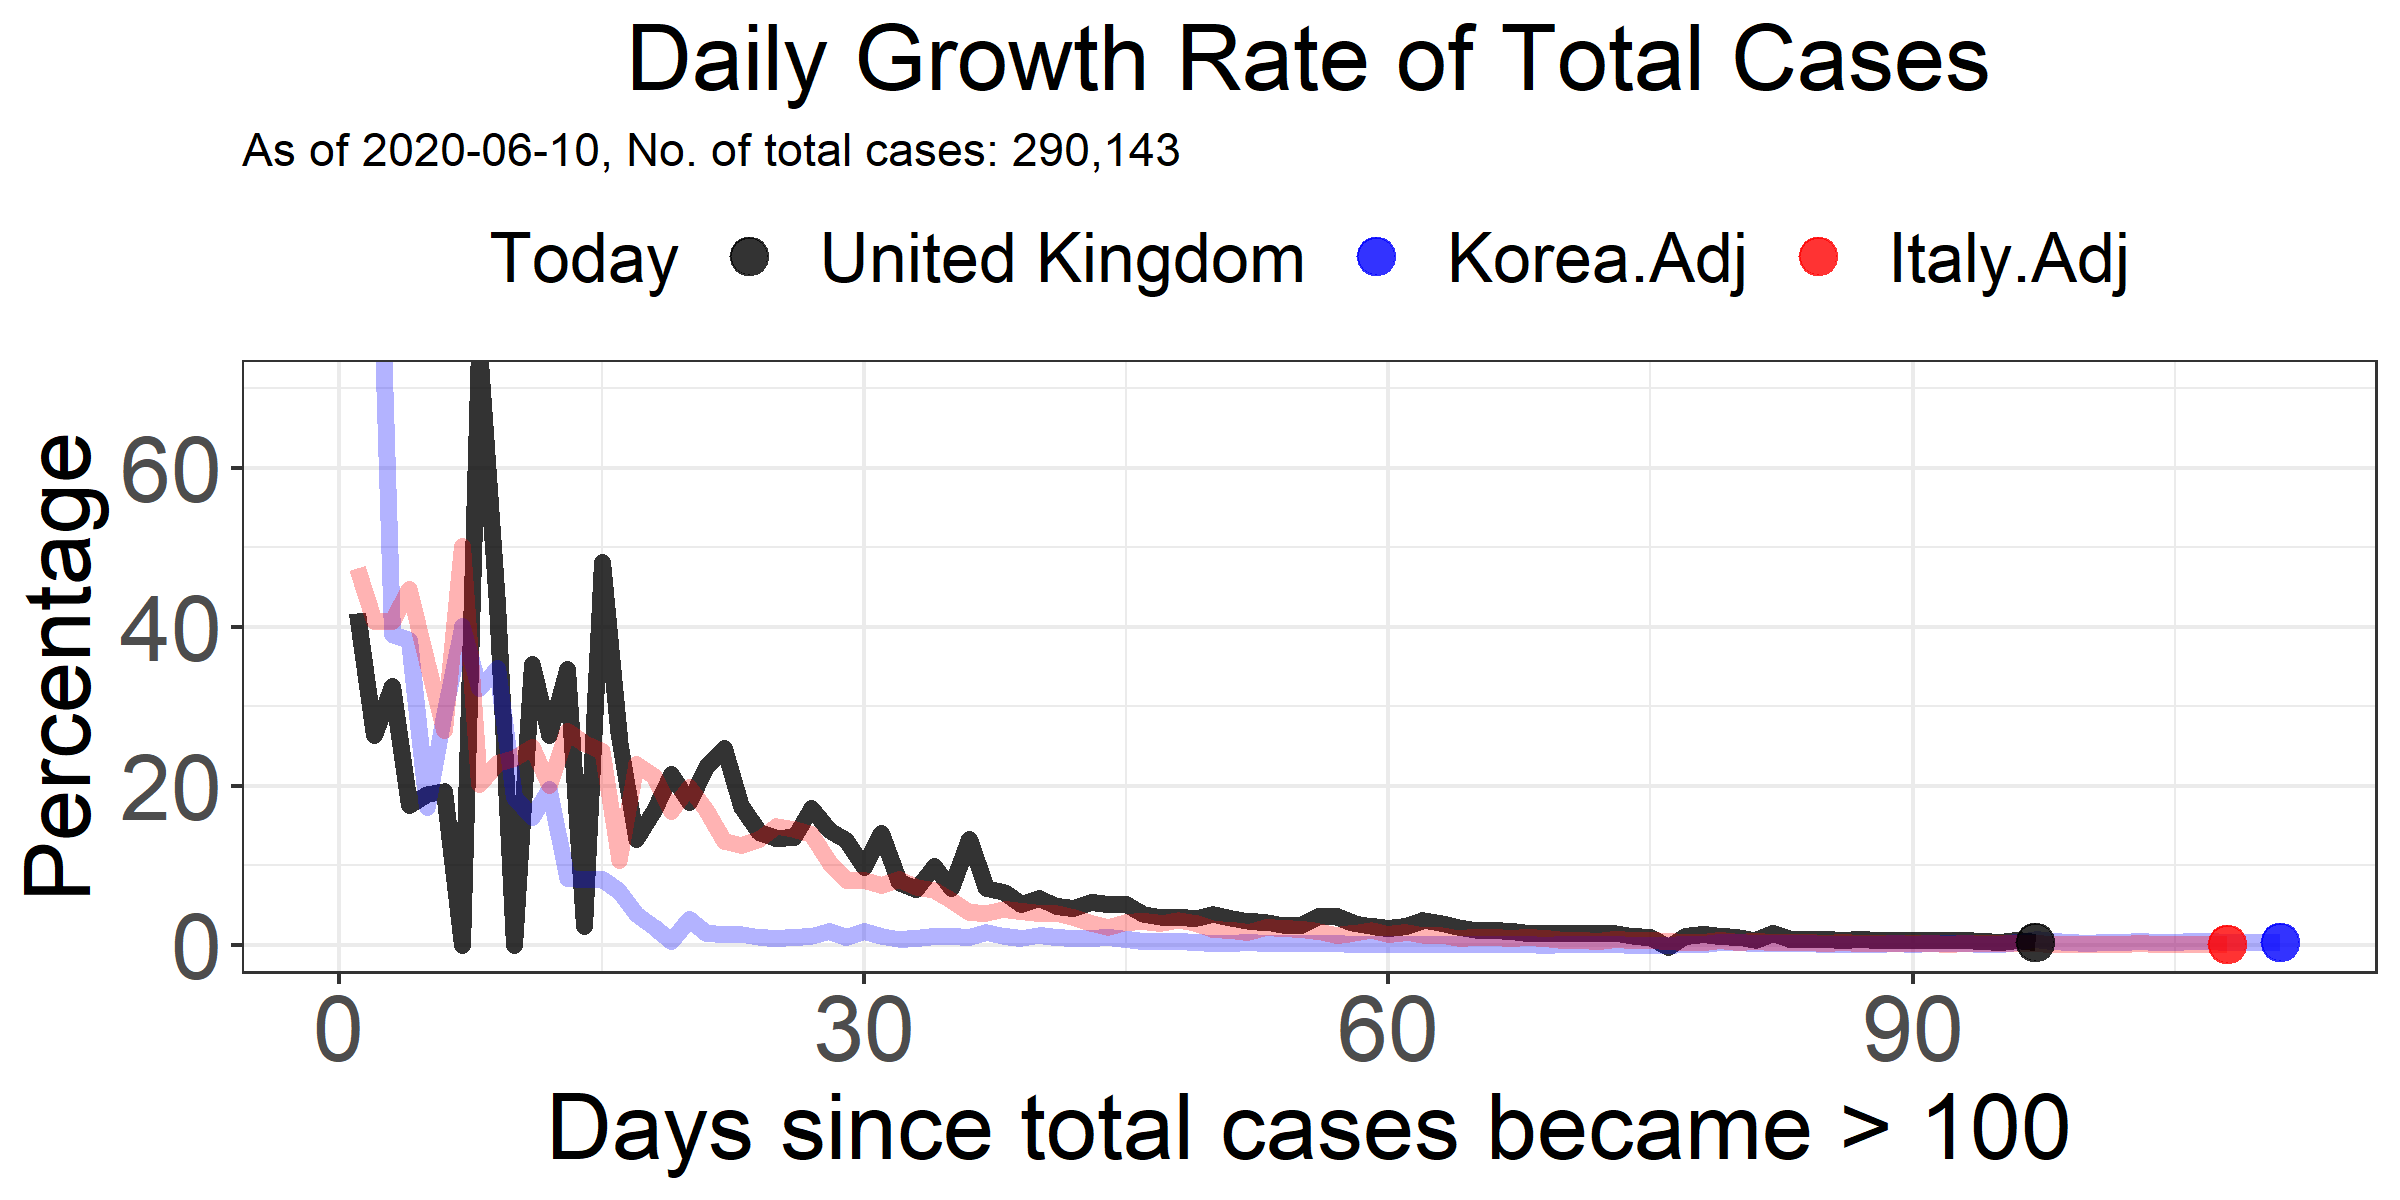 Daily Growth Rate of Total Cases
As of 2020-06-10, No. of total cases: 290,143
Today United Kingdom Korea.Adj Italy.Adj
Percentage
60
40
20
0
0 30 60 90
Days since total cases became > 100